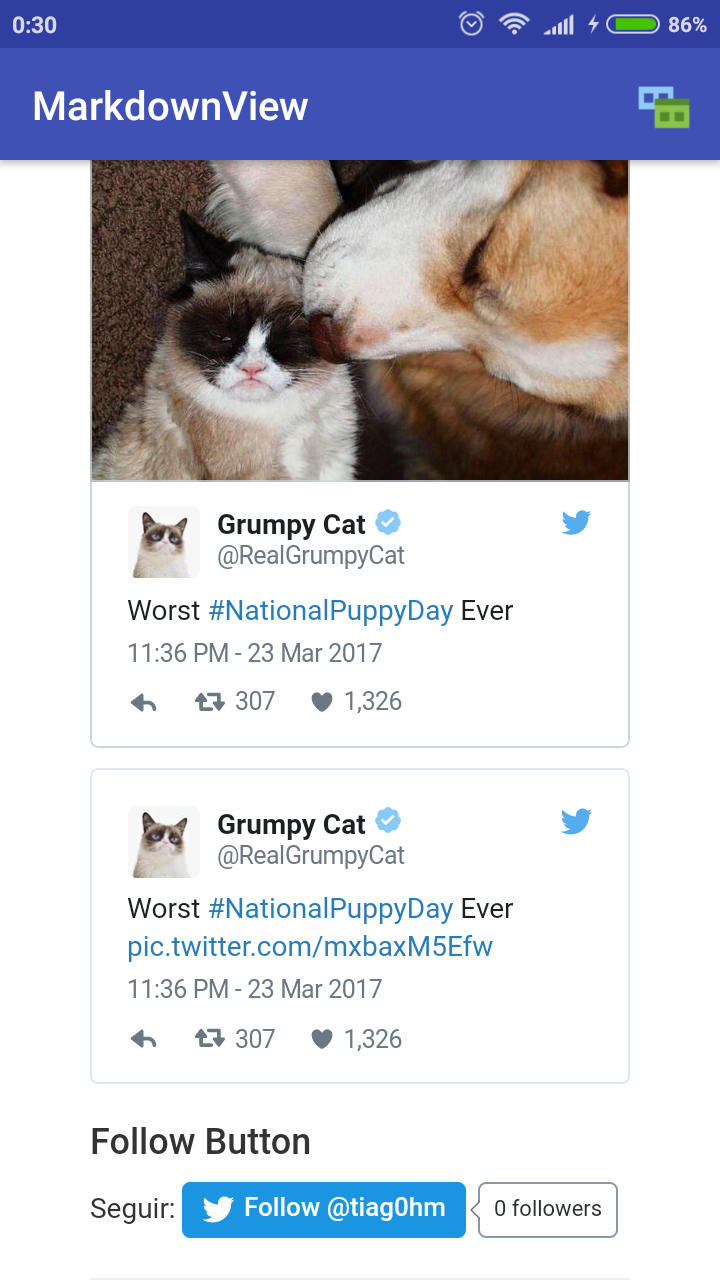 0:30
86%
MarkdownView
Grumpy Cat
@RealGrumpyCat
Worst #NationalPuppyDay Ever
11:36 PM - 23 Mar 2017
307 1,326
Grumpy Cat
@RealGrumpyCat
Worst #NationalPuppyDay Ever
pic.twitter.com/mxbaxM5Efw
11:36 PM - 23 Mar 2017
307 1,326
Follow Button
Seguir: Follow @tiag0hm 0 followers